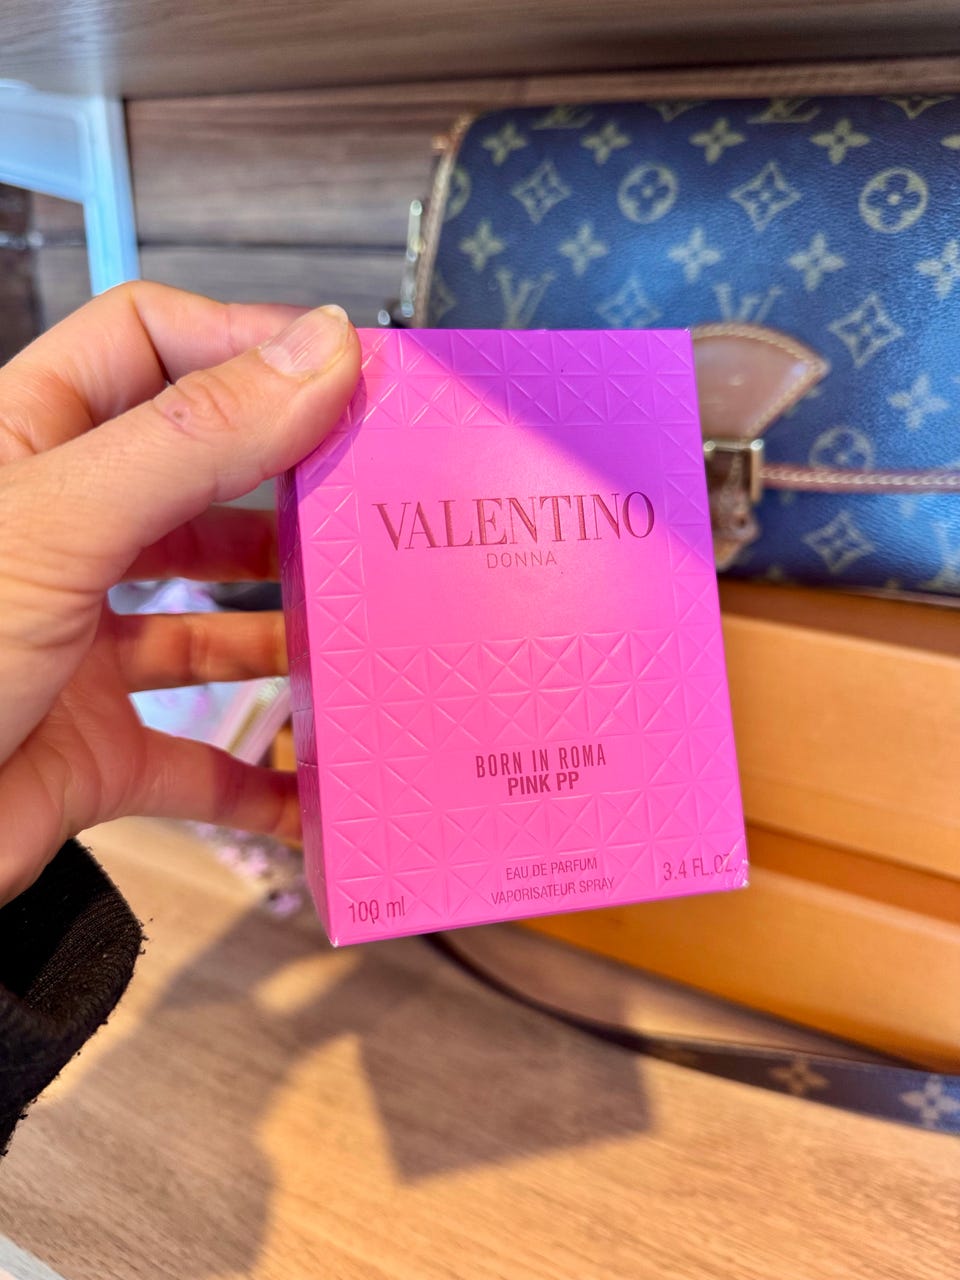 VALENTINO
DONNA
BORN IN ROMA
PINK PP
EAU DE PARFUM
VAPORISATEUR SPRAY
100 ml
3.4 FL.OZ.